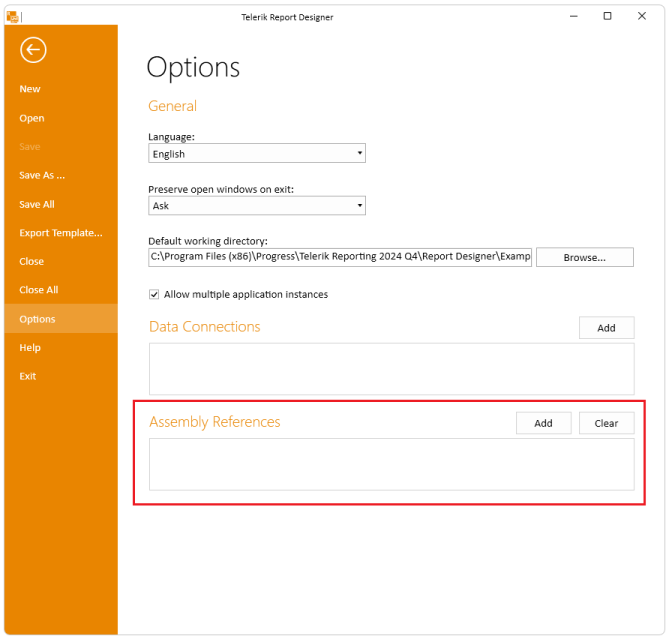 Telerik Report Designer
New
Open
Save
Save As ...
Save All
Export Template...
Close
Close All
Options
Help
Exit
Options
General
Language:
English
Preserve open windows on exit:
Ask
Default working directory:
C:\Program Files (x86)\Progress\Telerik Reporting 2024 Q4\Report Designer\Examp
Browse...
Allow multiple application instances
Data Connections
Add
Assembly References
Add
Clear